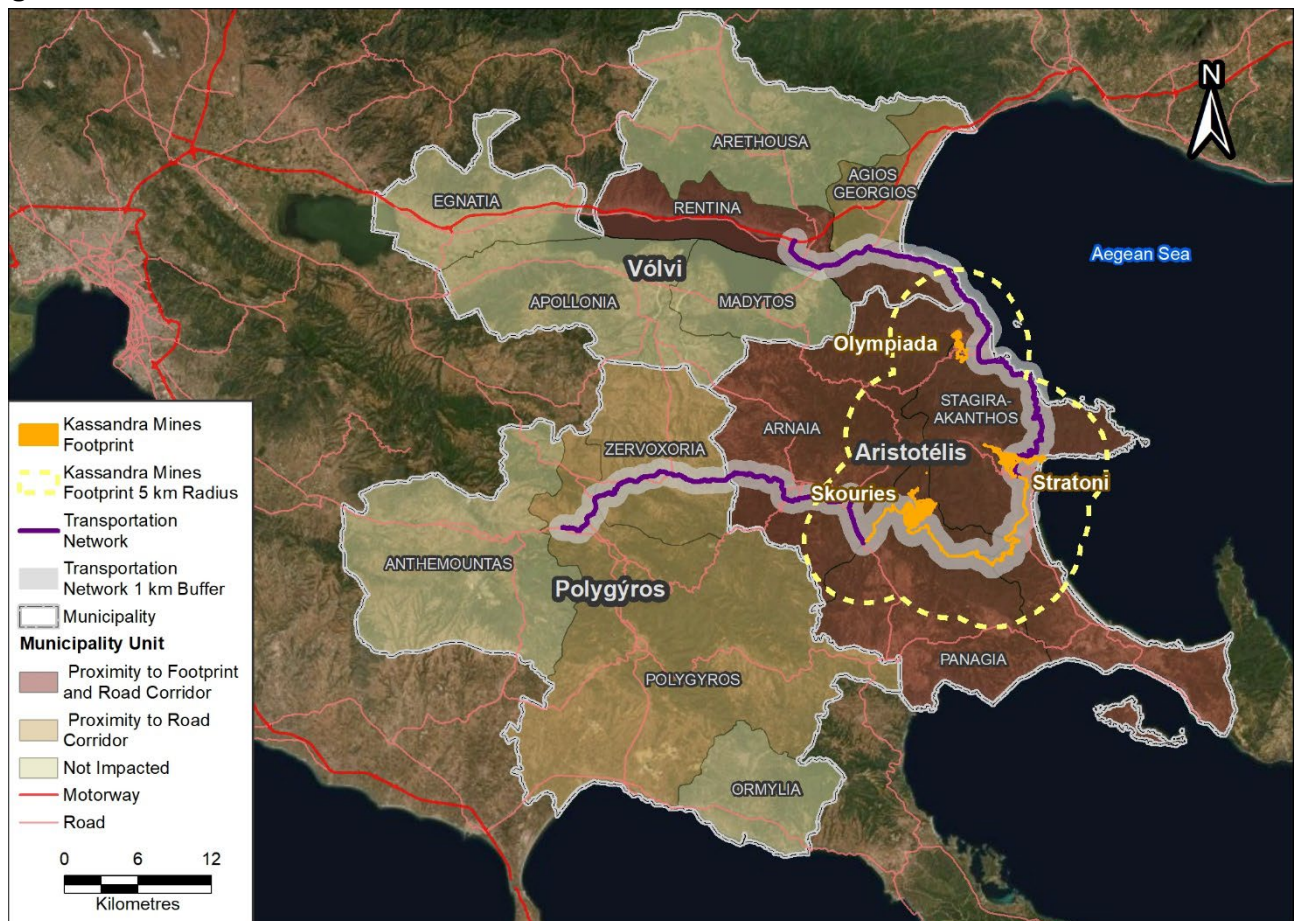 N
ARETHOUSA
AGIOS
GEORGIOS
EGNATIA
RENTINA
Aegean Sea
Vólvi
APOLLONIA
MADYTOS
Olympiada
STAGIRA-
AKANTHOS
ARNAIA
ZERVOXORIA
Aristotélis
Skouries
Stratoni
ANTHEMOUNTAS
Polygýros
PANAGIA
POLYGYROS
ORMYLIA
Kassandra Mines
Footprint
Kassandra Mines
Footprint 5 km Radius
Transportation
Network
Transportation
Network 1 km Buffer
Municipality
Municipality Unit
Proximity to Footprint
and Road Corridor
Proximity to Road
Corridor
Not Impacted
Motorway
Road
0 6 12
Kilometres